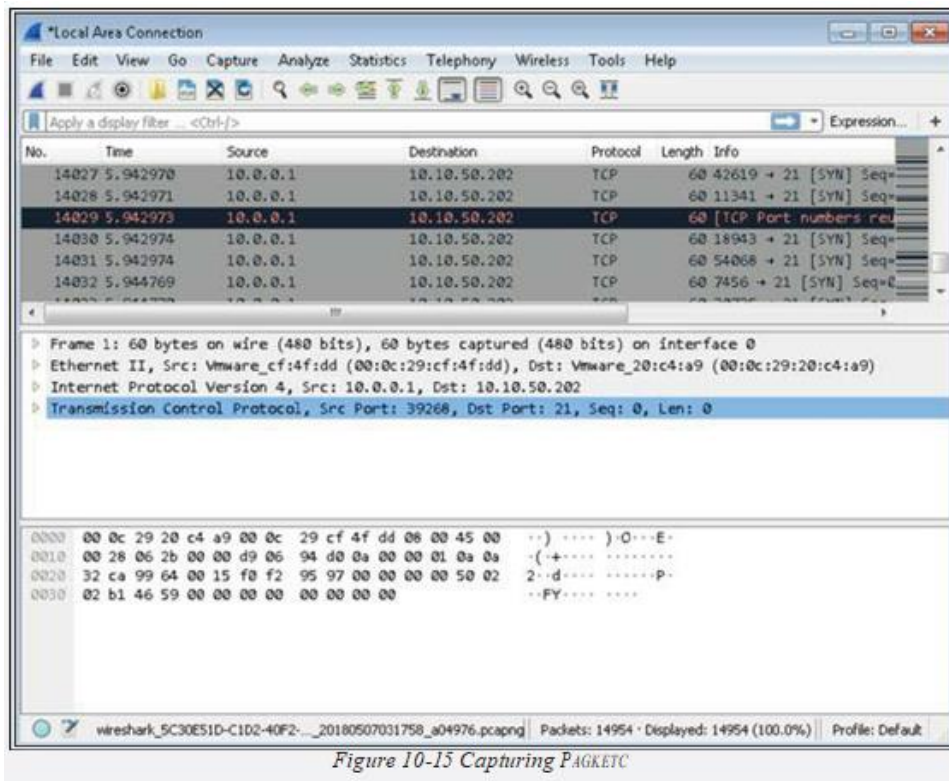 *Local Area Connection
File Edit View Go Capture Analyze Statistics Telephony Wireless Tools Help
Apply a display filter ... <Ctrl-/> Expression... +
No. Time Source Destination Protocol Length Info
14027 5.942970 10.0.0.1 10.10.50.202 TCP 60 42619 → 21 [SYN] Seq=
14028 5.942971 10.0.0.1 10.10.50.202 TCP 60 11341 → 21 [SYN] Seq=
14029 5.942973 10.0.0.1 10.10.50.202 TCP 60 [TCP Port numbers reu
14030 5.942974 10.0.0.1 10.10.50.202 TCP 60 18943 → 21 [SYN] Seq=
14031 5.942974 10.0.0.1 10.10.50.202 TCP 60 54068 → 21 [SYN] Seq=
14032 5.944769 10.0.0.1 10.10.50.202 TCP 60 7456 → 21 [SYN] Seq=0
Frame 1: 60 bytes on wire (480 bits), 60 bytes captured (480 bits) on interface 0
Ethernet II, Src: Vmware_cf:4f:dd (00:0c:29:cf:4f:dd), Dst: Vmware_20:c4:a9 (00:0c:29:20:c4:a9)
Internet Protocol Version 4, Src: 10.0.0.1, Dst: 10.10.50.202
Transmission Control Protocol, Src Port: 39268, Dst Port: 21, Seq: 0, Len: 0
0000 00 0c 29 20 c4 a9 00 0c 29 cf 4f dd 08 00 45 00 ··) ···· )·O···E·
0010 00 28 06 2b 00 00 d9 06 94 d0 0a 00 00 01 0a 0a ·(·+···· ········
0020 32 ca 99 64 00 15 f0 f2 95 97 00 00 00 00 50 02 2··d···· ······P·
0030 02 b1 46 59 00 00 00 00 00 00 00 00 ··FY···· ····
wireshark_5C30E51D-C1D2-40F2-..._20180507031758_a04976.pcapng Packets: 14954 · Displayed: 14954 (100.0%) Profile: Default
Figure 10-15 Capturing PAGKETC